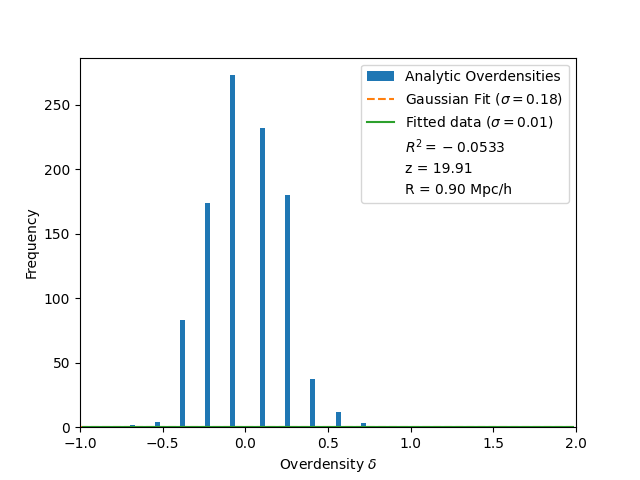 Analytic Overdensities
Gaussian Fit (σ = 0.18)
Fitted data (σ = 0.01)
R² = −0.0533
z = 19.91
R = 0.90 Mpc/h
Frequency
250
200
150
100
50
0
−1.0 −0.5 0.0 0.5 1.0 1.5 2.0
Overdensity δ